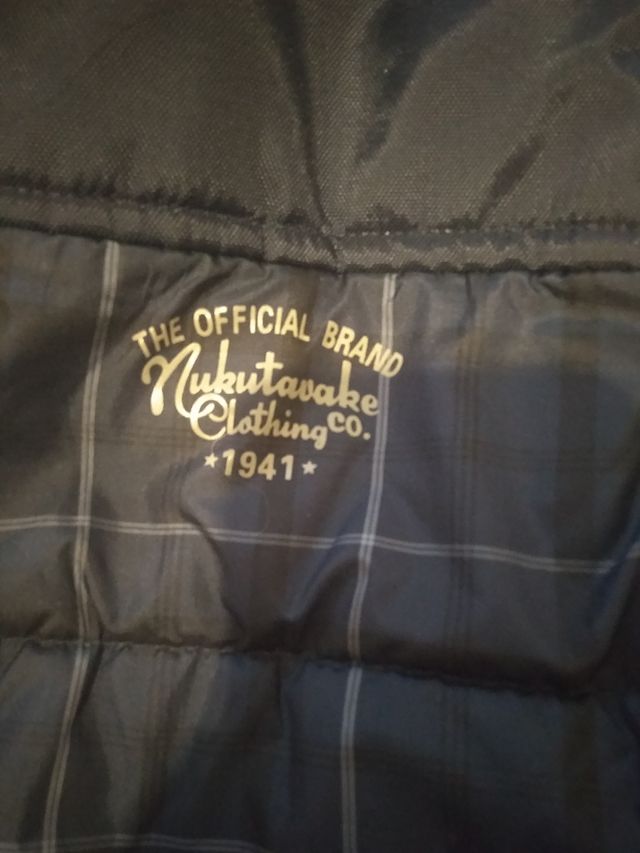 THE OFFICIAL BRAND
Nukutavake
Clothing CO.
*1941*